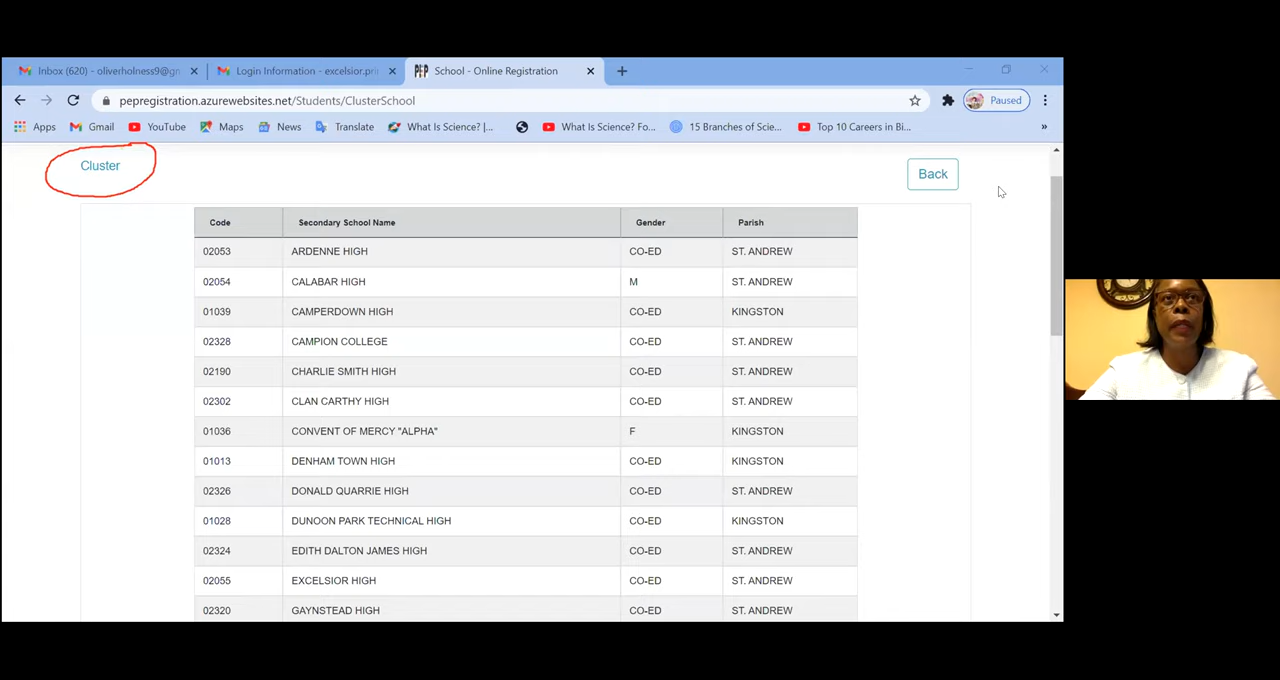 Inbox (620) - oliverholness9@gn
Login Information - excelsior.pri
School - Online Registration
pepregistration.azurewebsites.net/Students/ClusterSchool
Paused
Apps Gmail YouTube Maps News Translate What Is Science? |... What Is Science? Fo... 15 Branches of Scie... Top 10 Careers in Bi... »
Cluster
Back
Code Secondary School Name Gender Parish
02053 ARDENNE HIGH CO-ED ST. ANDREW
02054 CALABAR HIGH M ST. ANDREW
01039 CAMPERDOWN HIGH CO-ED KINGSTON
02328 CAMPION COLLEGE CO-ED ST. ANDREW
02190 CHARLIE SMITH HIGH CO-ED ST. ANDREW
02302 CLAN CARTHY HIGH CO-ED ST. ANDREW
01036 CONVENT OF MERCY "ALPHA" F KINGSTON
01013 DENHAM TOWN HIGH CO-ED KINGSTON
02326 DONALD QUARRIE HIGH CO-ED ST. ANDREW
01028 DUNOON PARK TECHNICAL HIGH CO-ED KINGSTON
02324 EDITH DALTON JAMES HIGH CO-ED ST. ANDREW
02055 EXCELSIOR HIGH CO-ED ST. ANDREW
02320 GAYNSTEAD HIGH CO-ED ST. ANDREW